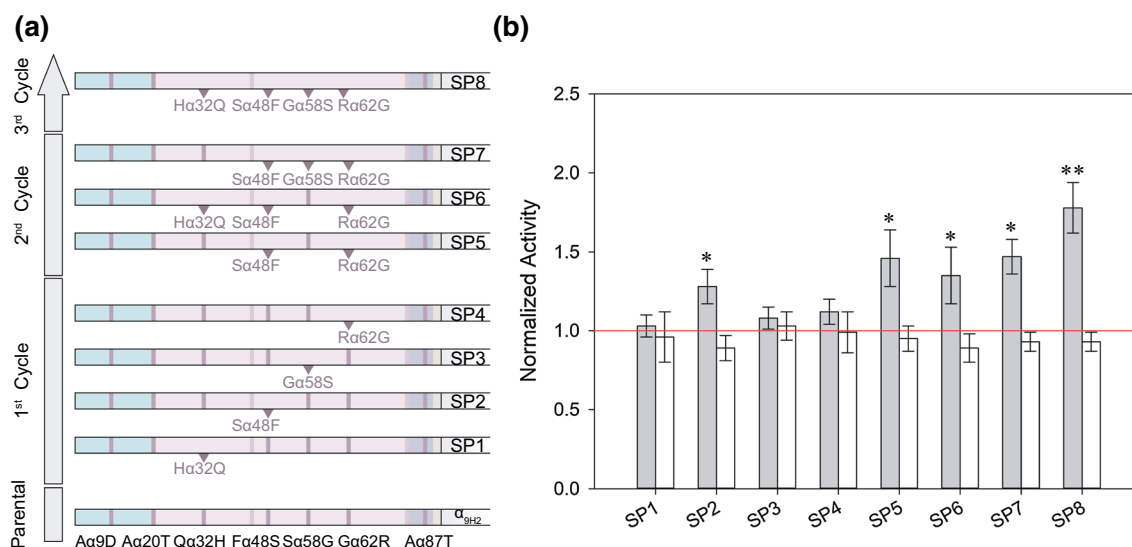 (a)
3rd Cycle
SP8
Hα32Q Sα48F Gα58S Rα62G
2nd Cycle
SP7
Sα48F Gα58S Rα62G
SP6
Hα32Q Sα48F Rα62G
SP5
Sα48F Rα62G
1st Cycle
SP4
Rα62G
SP3
Gα58S
SP2
Sα48F
SP1
Hα32Q
Parental
α9H2
Aα9D Aα20T Qα32H Fα48S Sα58G Gα62R Aα87T
(b)
Normalized Activity
2.5
2.0
1.5
1.0
0.5
0.0
* * * * **
SP1 SP2 SP3 SP4 SP5 SP6 SP7 SP8